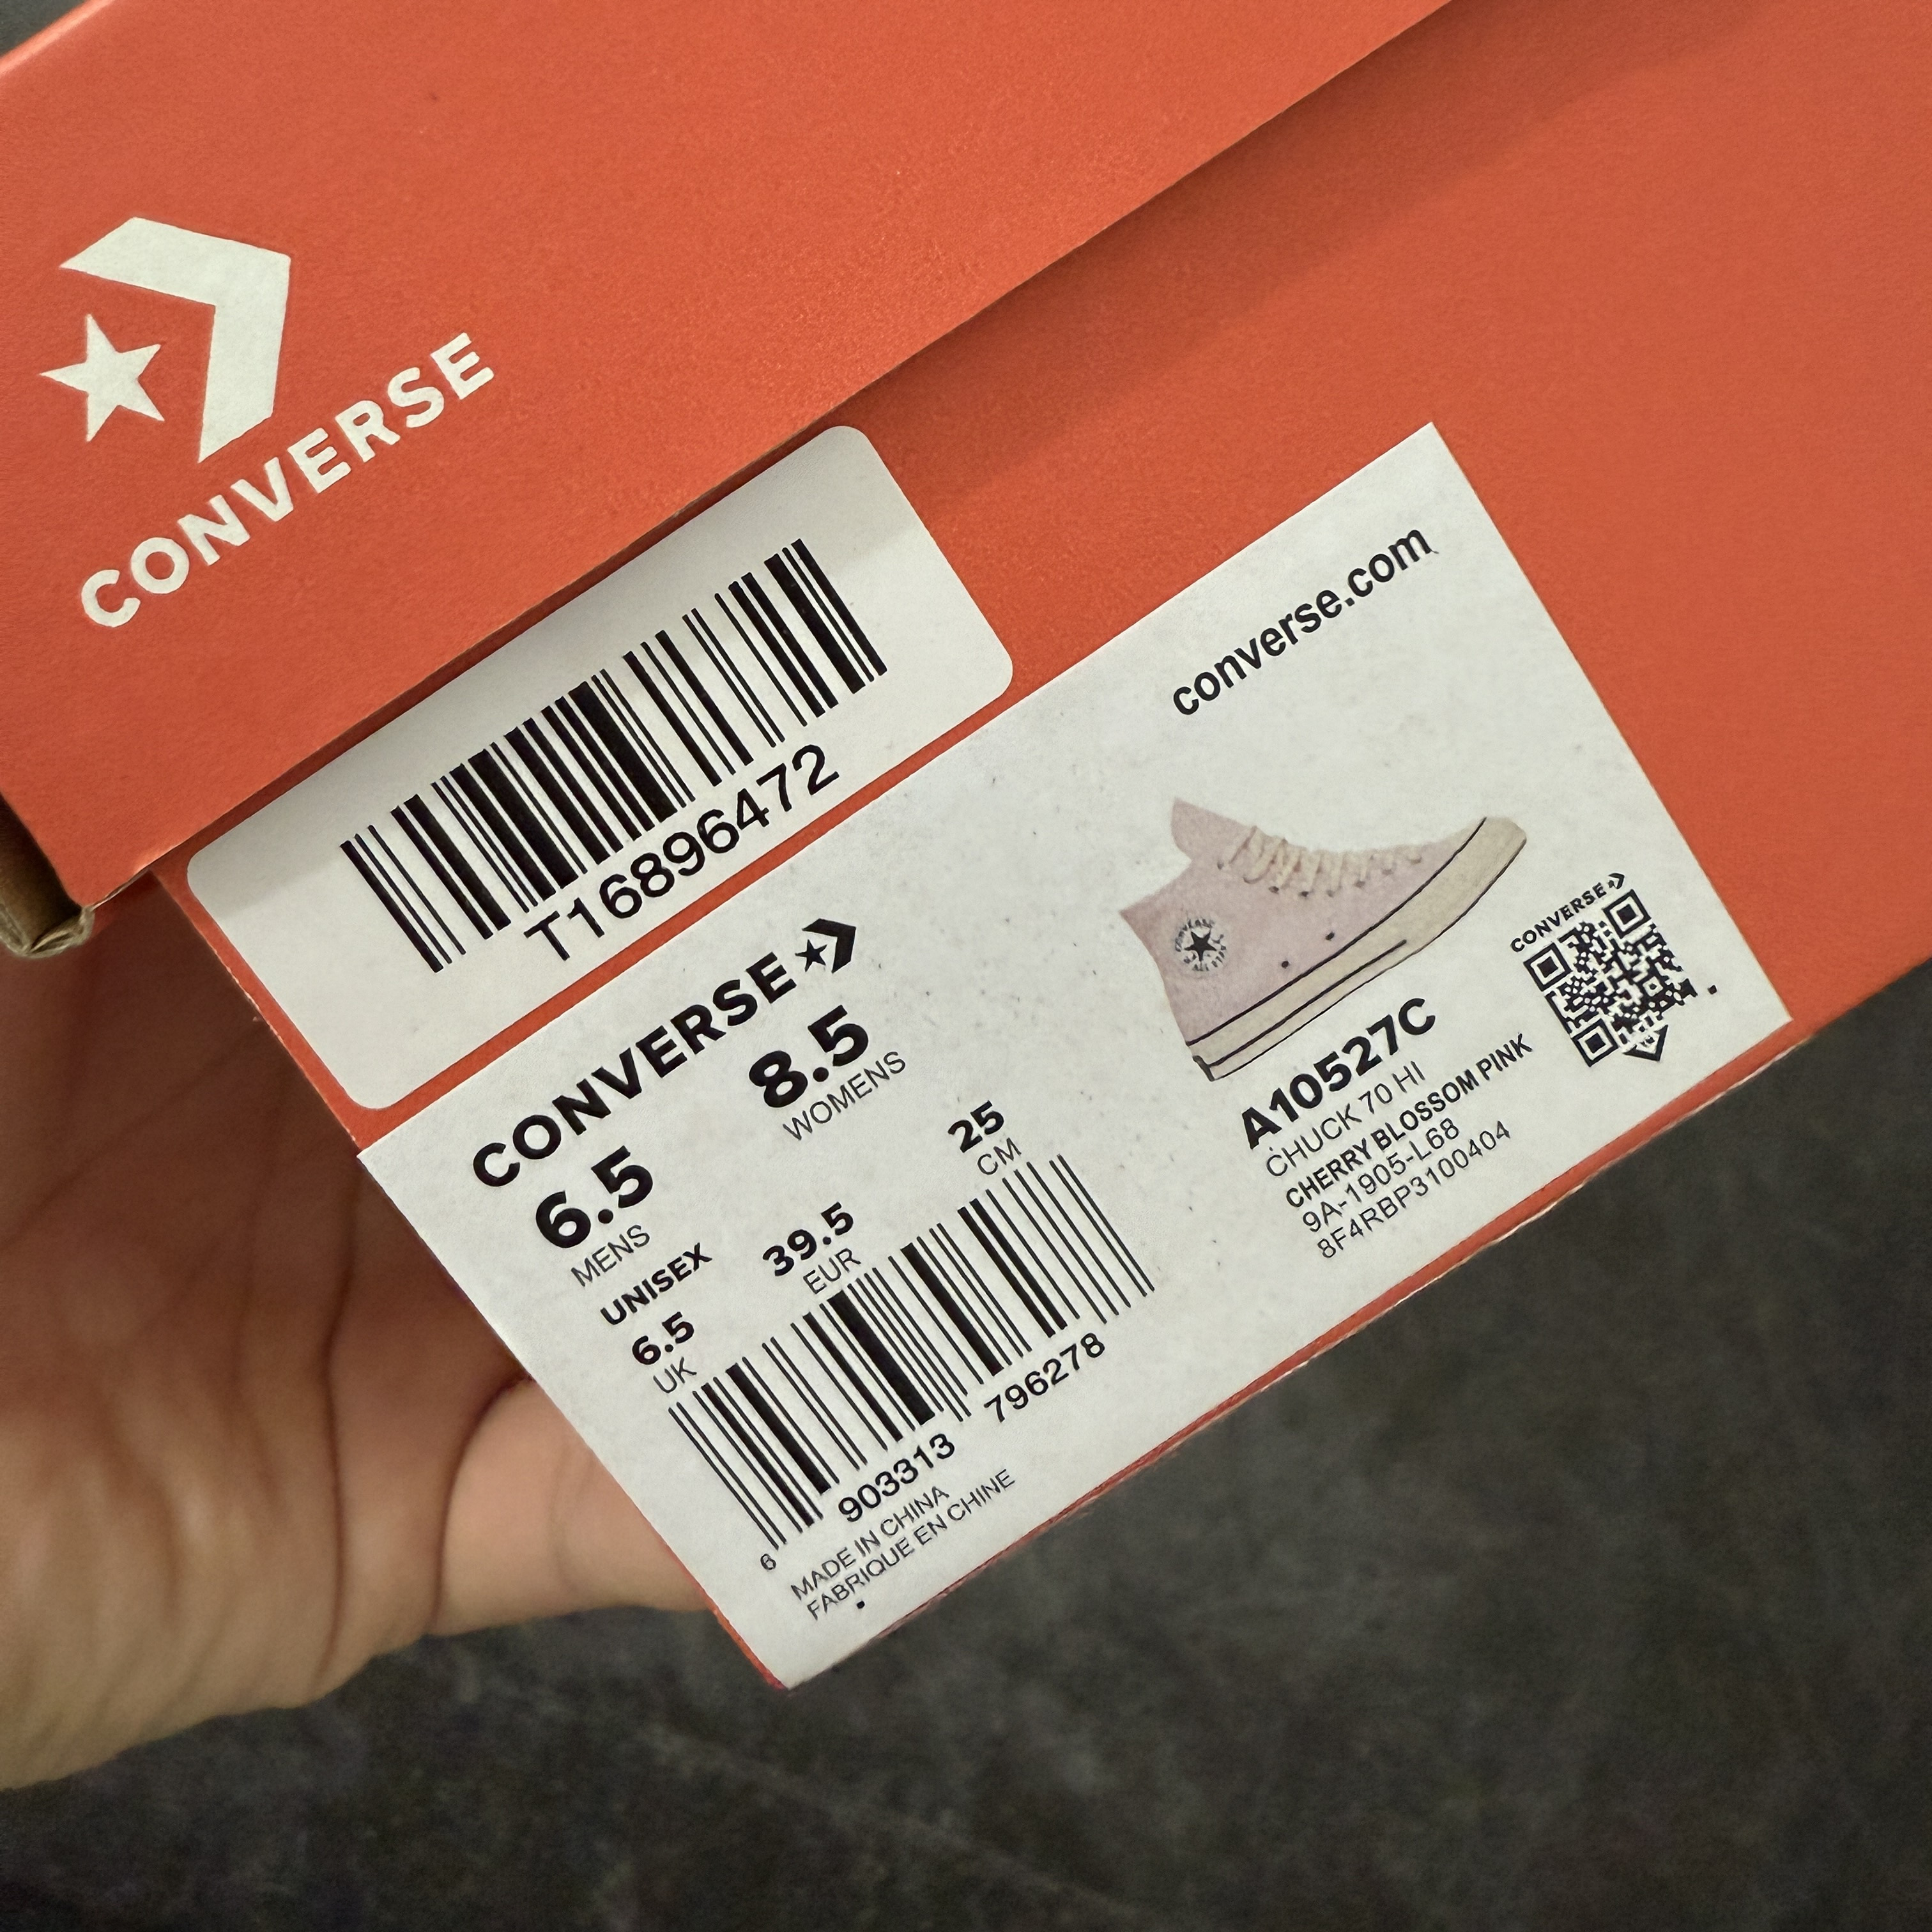 CONVERSE
T16896472
converse.com
CONVERSE
6.5
MENS
8.5
WOMENS
UNISEX
6.5
UK
39.5
EUR
25
CM
6 903313 796278
MADE IN CHINA
FABRIQUE EN CHINE
A10527C
CHUCK 70 HI
CHERRY BLOSSOM PINK
9A-1905-L68
8F4RBP3100404
CONVERSE